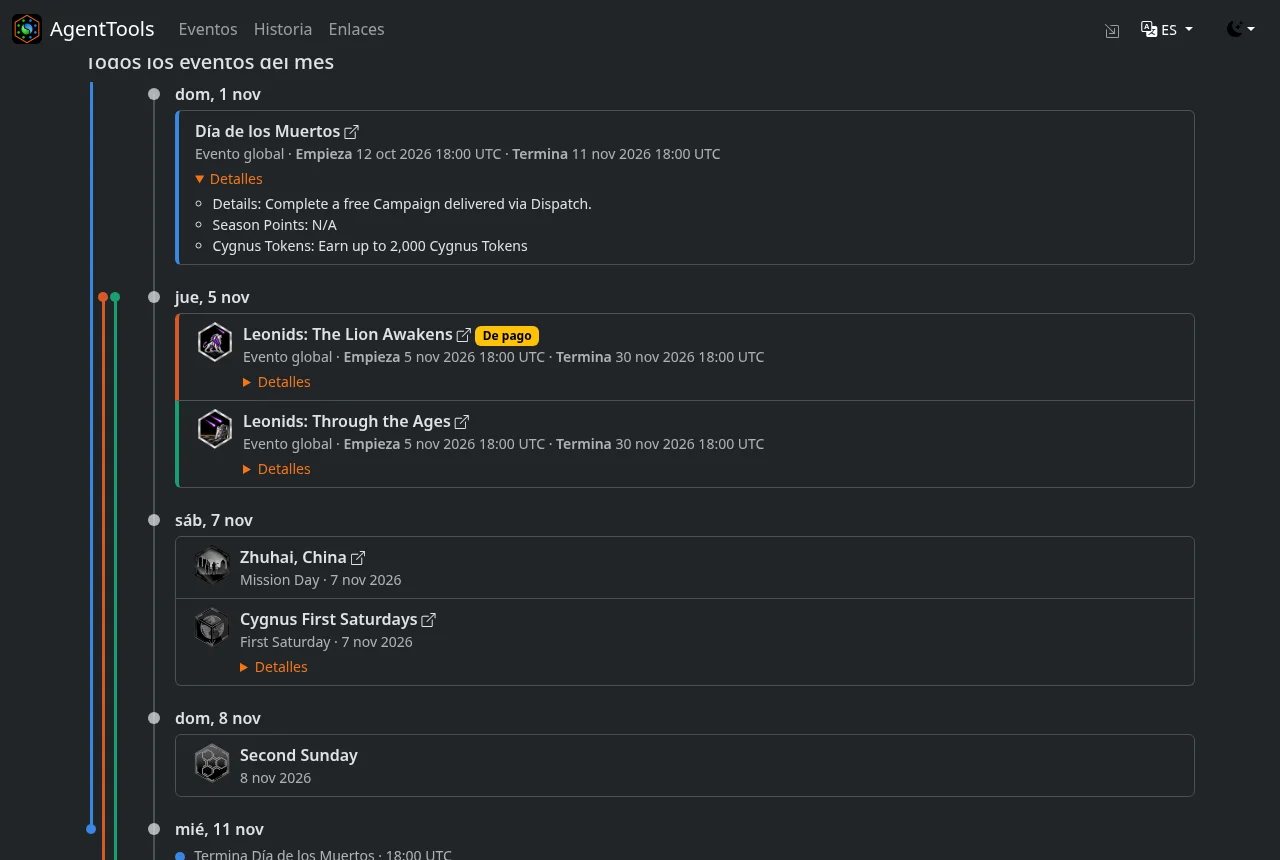 AgentTools Eventos Historia Enlaces ES
Todos los eventos del mes
dom, 1 nov
Día de los Muertos
Evento global · Empieza 12 oct 2026 18:00 UTC · Termina 11 nov 2026 18:00 UTC
Detalles
Details: Complete a free Campaign delivered via Dispatch.
Season Points: N/A
Cygnus Tokens: Earn up to 2,000 Cygnus Tokens
jue, 5 nov
Leonids: The Lion Awakens De pago
Evento global · Empieza 5 nov 2026 18:00 UTC · Termina 30 nov 2026 18:00 UTC
Detalles
Leonids: Through the Ages
Evento global · Empieza 5 nov 2026 18:00 UTC · Termina 30 nov 2026 18:00 UTC
Detalles
sáb, 7 nov
Zhuhai, China
Mission Day · 7 nov 2026
Cygnus First Saturdays
First Saturday · 7 nov 2026
Detalles
dom, 8 nov
Second Sunday
8 nov 2026
mié, 11 nov
Termina Día de los Muertos · 18:00 UTC